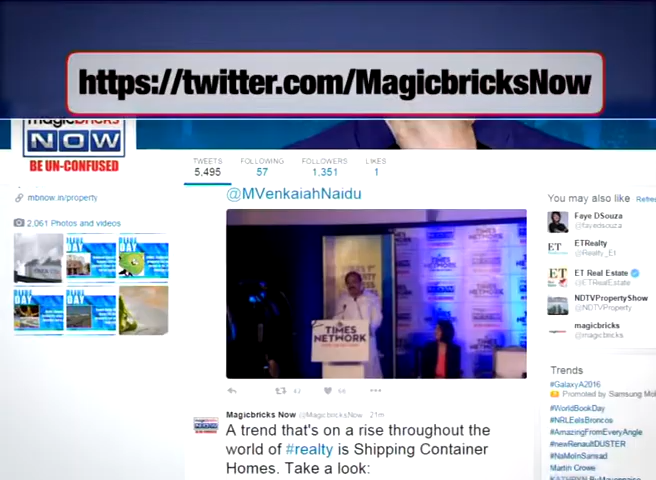 https://twitter.com/MagicbricksNow
magicbricks
NOW
BE UN-CONFUSED
TWEETS FOLLOWING FOLLOWERS LIKES
5,495 57 1,351 1
mbnow.in/property
2,061 Photos and videos
@MVenkaiahNaidu
TIMES
NETWORK
Magicbricks Now @MagicbricksNow 21m
A trend that's on a rise throughout the
world of #realty is Shipping Container
Homes. Take a look:
You may also like
Faye DSouza
@fayedsouza
ETRealty
@Realty_Et
ET Real Estate
@ETRealEstate
NDTVPropertyShow
@NDTVProperty
magicbricks
@magicbricks
Trends
#GalaxyA2016
Promoted by Samsung
#WorldBookDay
#NRLEelsBroncos
#AmazingFromEveryAngle
#newRenaultDUSTER
#NaMoInSansad
Martin Crowe